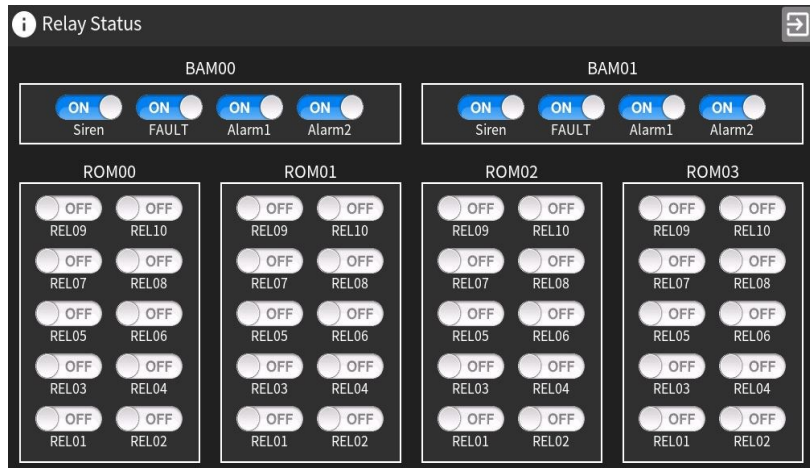 i Relay Status
BAM00 BAM01
ON ON ON ON ON ON ON ON
Siren FAULT Alarm1 Alarm2 Siren FAULT Alarm1 Alarm2
ROM00 ROM01 ROM02 ROM03
OFF OFF OFF OFF OFF OFF OFF OFF
REL09 REL10 REL09 REL10 REL09 REL10 REL09 REL10
OFF OFF OFF OFF OFF OFF OFF OFF
REL07 REL08 REL07 REL08 REL07 REL08 REL07 REL08
OFF OFF OFF OFF OFF OFF OFF OFF
REL05 REL06 REL05 REL06 REL05 REL06 REL05 REL06
OFF OFF OFF OFF OFF OFF OFF OFF
REL03 REL04 REL03 REL04 REL03 REL04 REL03 REL04
OFF OFF OFF OFF OFF OFF OFF OFF
REL01 REL02 REL01 REL02 REL01 REL02 REL01 REL02